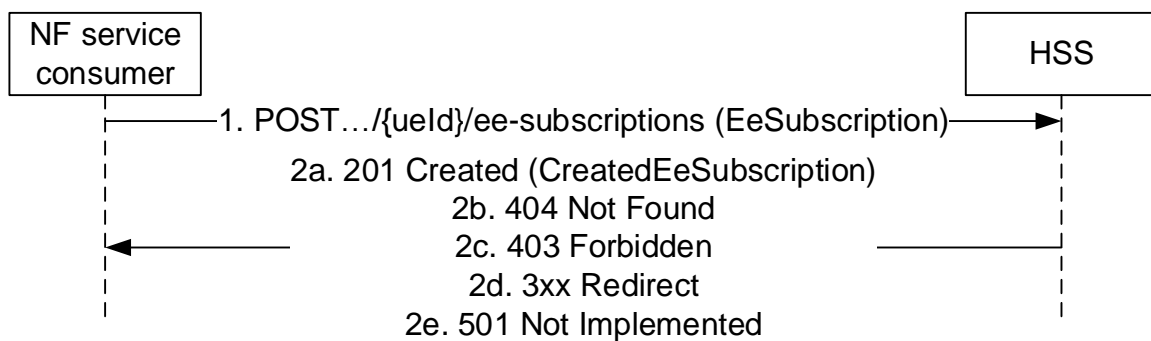 NF service
consumer
HSS
1. POST…/{ueId}/ee-subscriptions (EeSubscription)
2a. 201 Created (CreatedEeSubscription)
2b. 404 Not Found
2c. 403 Forbidden
2d. 3xx Redirect
2e. 501 Not Implemented